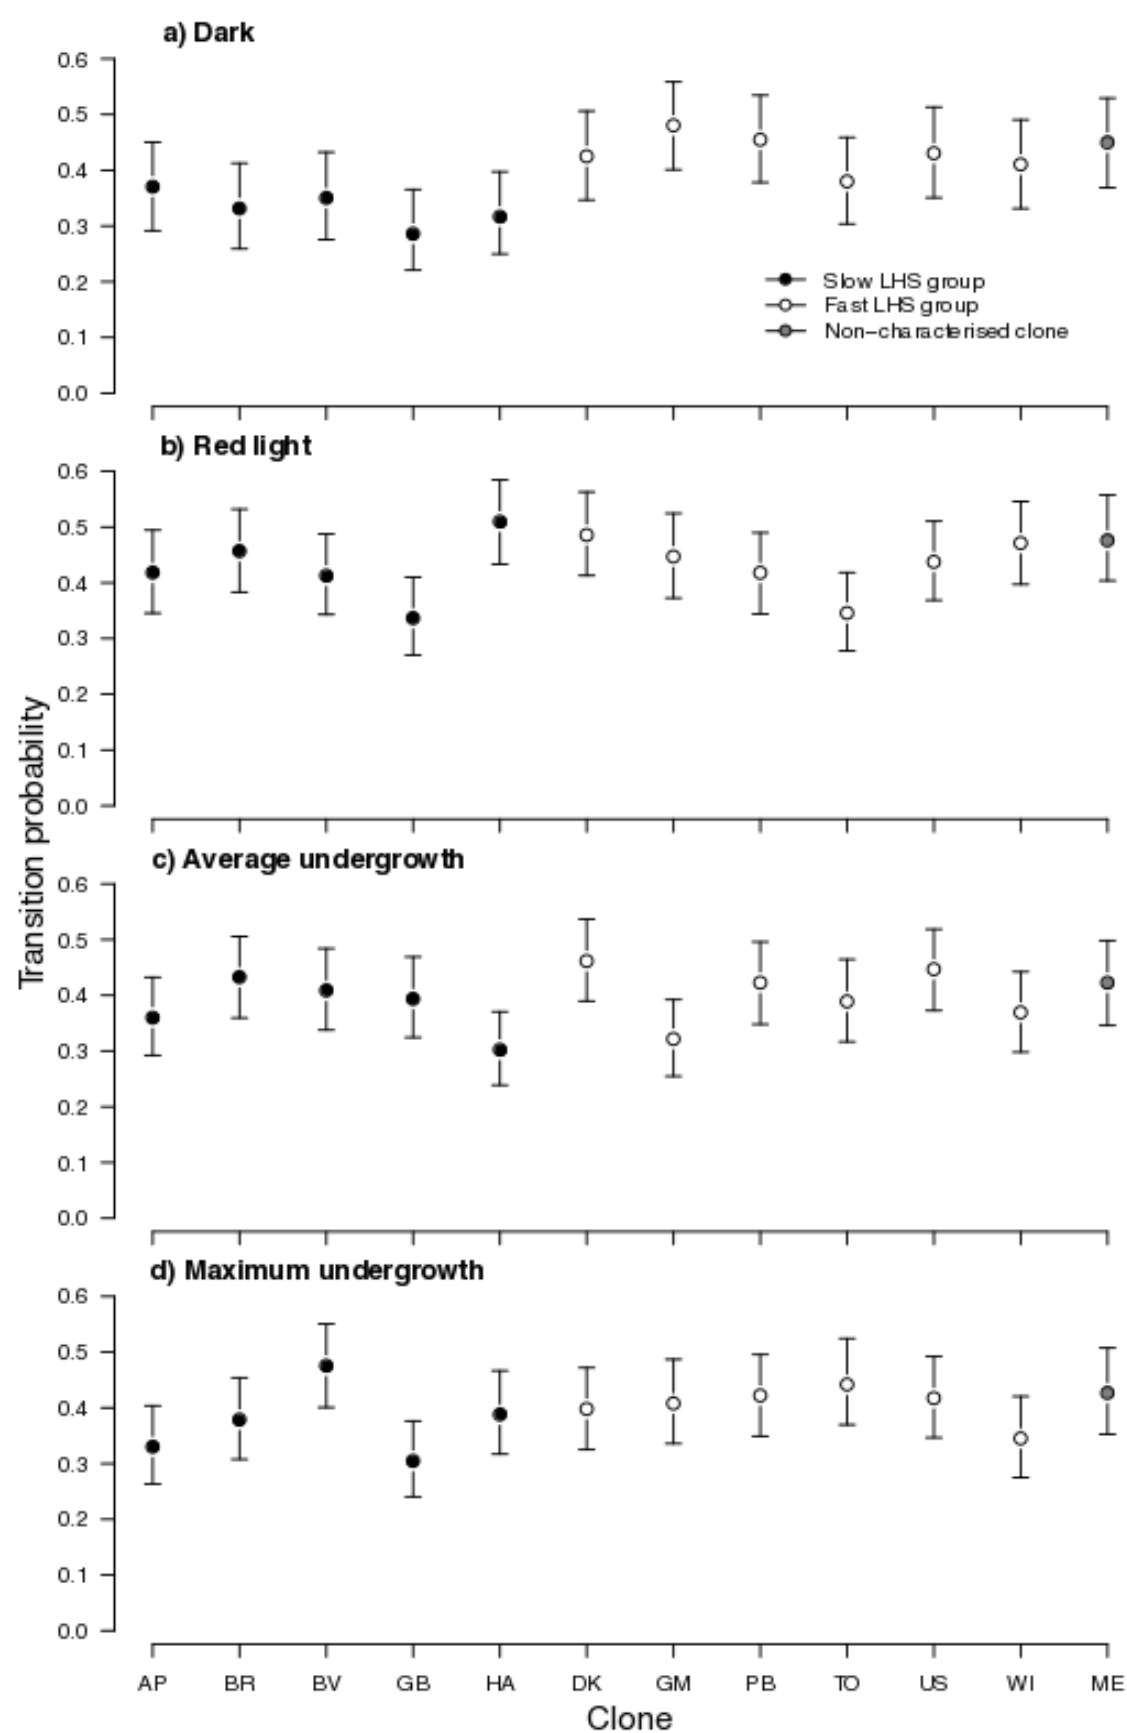 a) Dark
0.6
0.5
0.4
0.3
0.2
0.1
0.0
Slow LHS group
Fast LHS group
Non-characterised clone
b) Red light
0.6
0.5
0.4
0.3
0.2
0.1
0.0
Transition probability
c) Average undergrowth
0.6
0.5
0.4
0.3
0.2
0.1
0.0
d) Maximum undergrowth
0.6
0.5
0.4
0.3
0.2
0.1
0.0
AP BR BV GB HA DK GM PB TO US WI ME
Clone